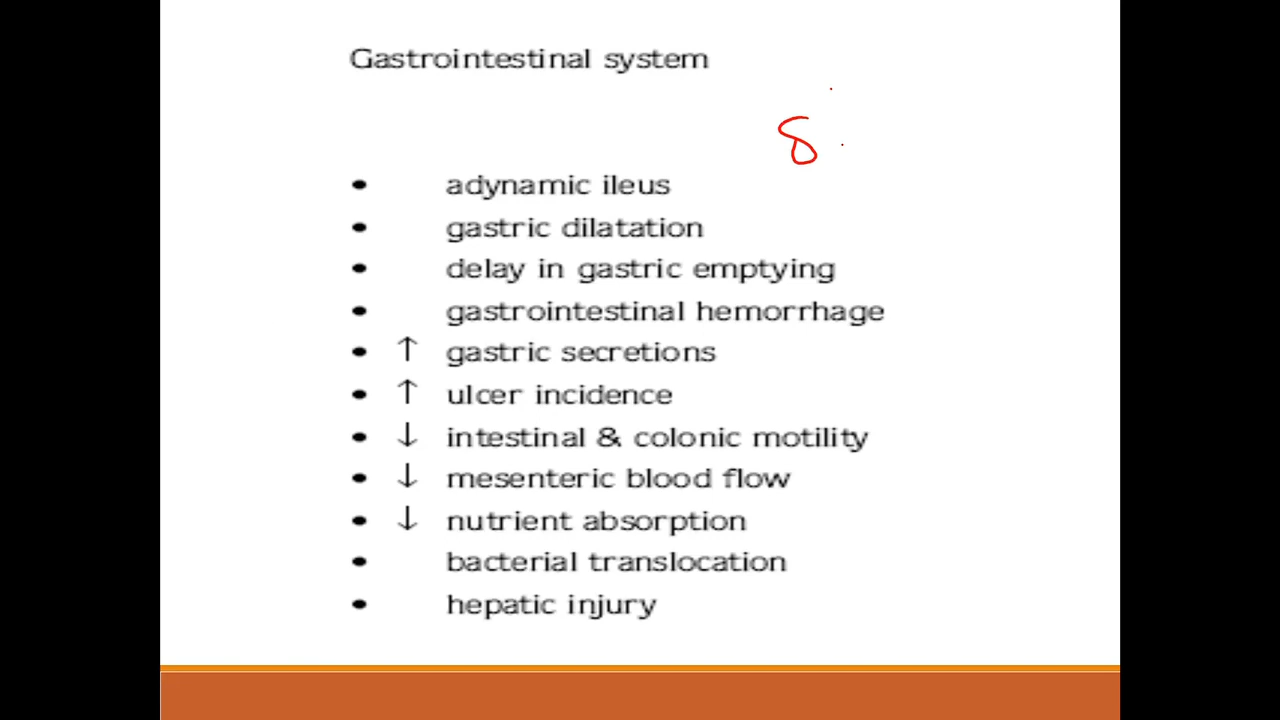 Gastrointestinal system
8
• adynamic ileus
• gastric dilatation
• delay in gastric emptying
• gastrointestinal hemorrhage
• ↑ gastric secretions
• ↑ ulcer incidence
• ↓ intestinal & colonic motility
• ↓ mesenteric blood flow
• ↓ nutrient absorption
• bacterial translocation
• hepatic injury